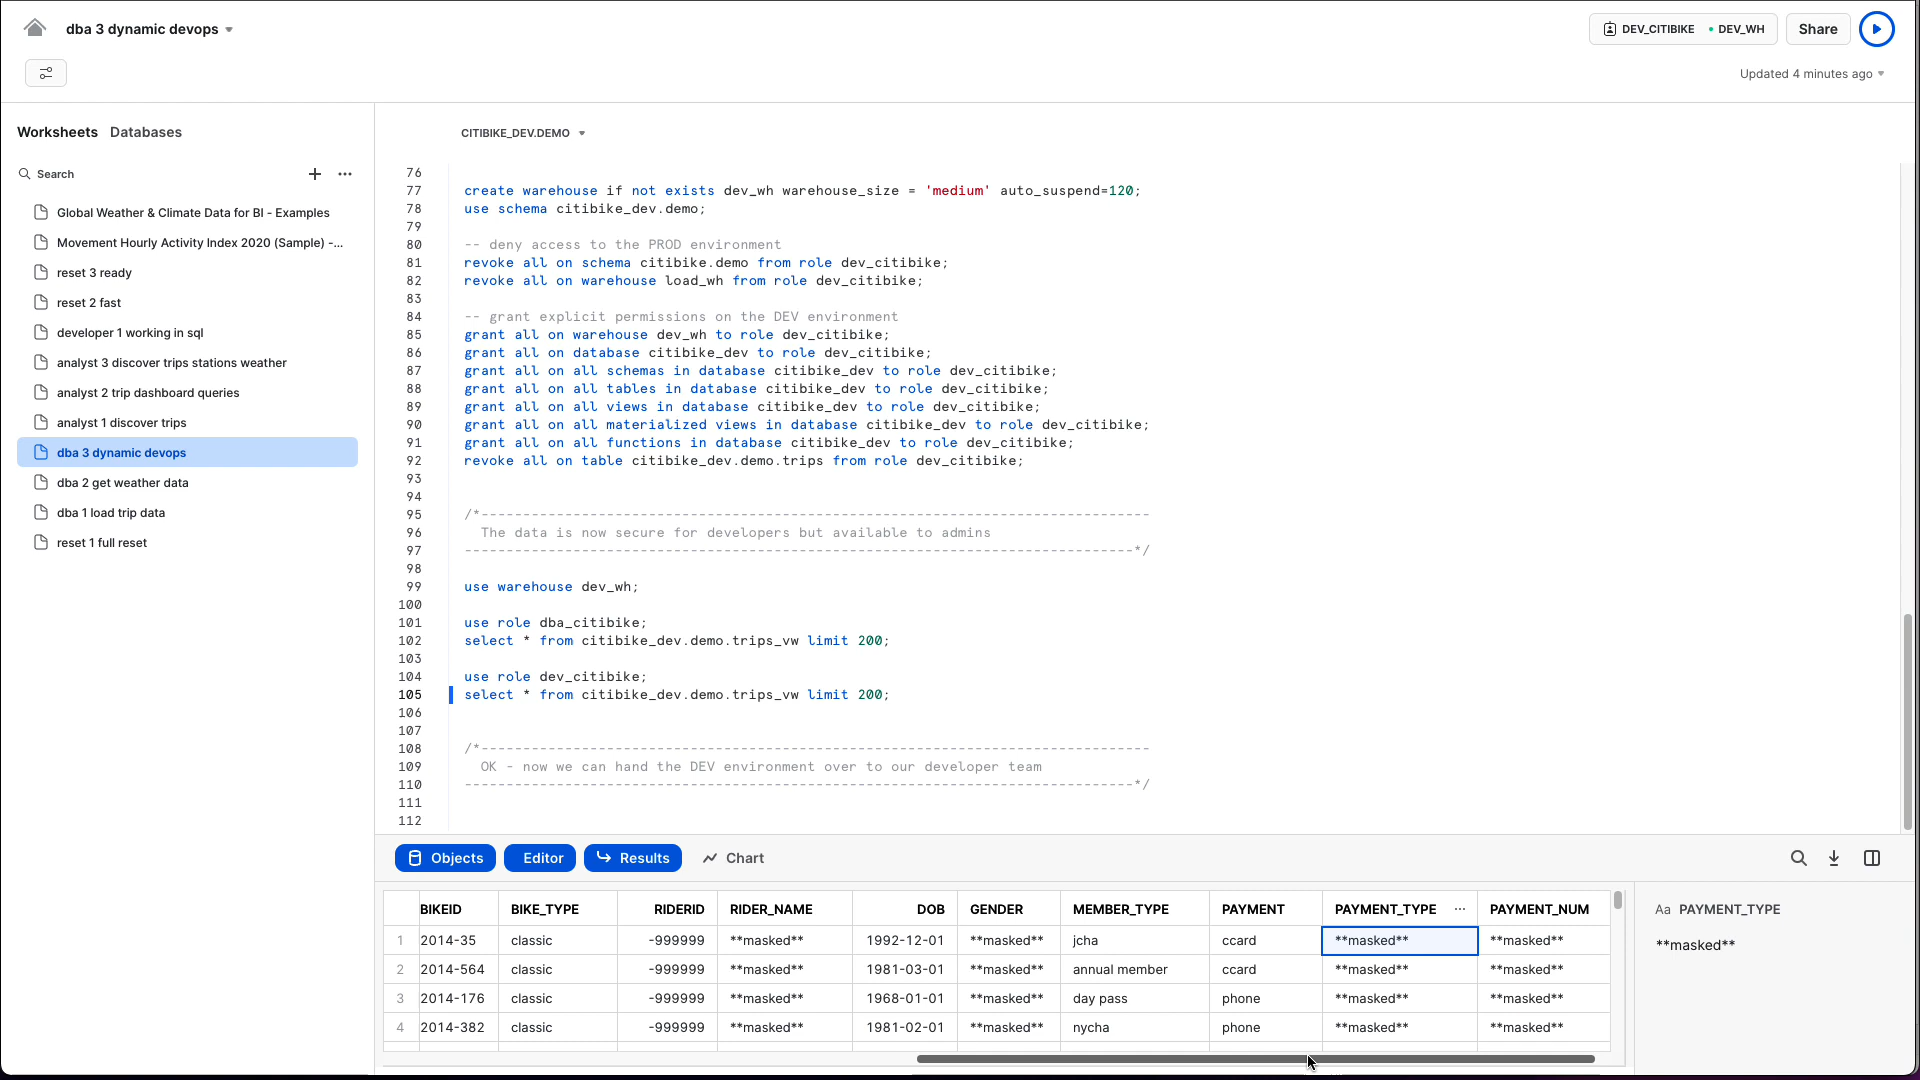 dba 3 dynamic devops
DEV_CITIBIKE DEV_WH Share
Updated 4 minutes ago
Worksheets Databases
Search
Global Weather & Climate Data for BI - Examples
Movement Hourly Activity Index 2020 (Sample) -...
reset 3 ready
reset 2 fast
developer 1 working in sql
analyst 3 discover trips stations weather
analyst 2 trip dashboard queries
analyst 1 discover trips
dba 3 dynamic devops
dba 2 get weather data
dba 1 load trip data
reset 1 full reset
CITIBIKE_DEV.DEMO
76
77 create warehouse if not exists dev_wh warehouse_size = 'medium' auto_suspend=120;
78 use schema citibike_dev.demo;
79
80 -- deny access to the PROD environment
81 revoke all on schema citibike.demo from role dev_citibike;
82 revoke all on warehouse load_wh from role dev_citibike;
83
84 -- grant explicit permissions on the DEV environment
85 grant all on warehouse dev_wh to role dev_citibike;
86 grant all on database citibike_dev to role dev_citibike;
87 grant all on all schemas in database citibike_dev to role dev_citibike;
88 grant all on all tables in database citibike_dev to role dev_citibike;
89 grant all on all views in database citibike_dev to role dev_citibike;
90 grant all on all materialized views in database citibike_dev to role dev_citibike;
91 grant all on all functions in database citibike_dev to role dev_citibike;
92 revoke all on table citibike_dev.demo.trips from role dev_citibike;
93
94
95 /*--------------------------------------------------------------------------------
96 The data is now secure for developers but available to admins
97 --------------------------------------------------------------------------------*/
98
99 use warehouse dev_wh;
100
101 use role dba_citibike;
102 select * from citibike_dev.demo.trips_vw limit 200;
103
104 use role dev_citibike;
105 select * from citibike_dev.demo.trips_vw limit 200;
106
107
108 /*--------------------------------------------------------------------------------
109 OK - now we can hand the DEV environment over to our developer team
110 --------------------------------------------------------------------------------*/
111
112
Objects Editor Results Chart
BIKEID BIKE_TYPE RIDERID RIDER_NAME DOB GENDER MEMBER_TYPE PAYMENT PAYMENT_TYPE ... PAYMENT_NUM
1 2014-35 classic -999999 **masked** 1992-12-01 **masked** jcha ccard **masked** **masked**
2 2014-564 classic -999999 **masked** 1981-03-01 **masked** annual member ccard **masked** **masked**
3 2014-176 classic -999999 **masked** 1968-01-01 **masked** day pass phone **masked** **masked**
4 2014-382 classic -999999 **masked** 1981-02-01 **masked** nycha phone **masked** **masked**
Aa PAYMENT_TYPE
**masked**